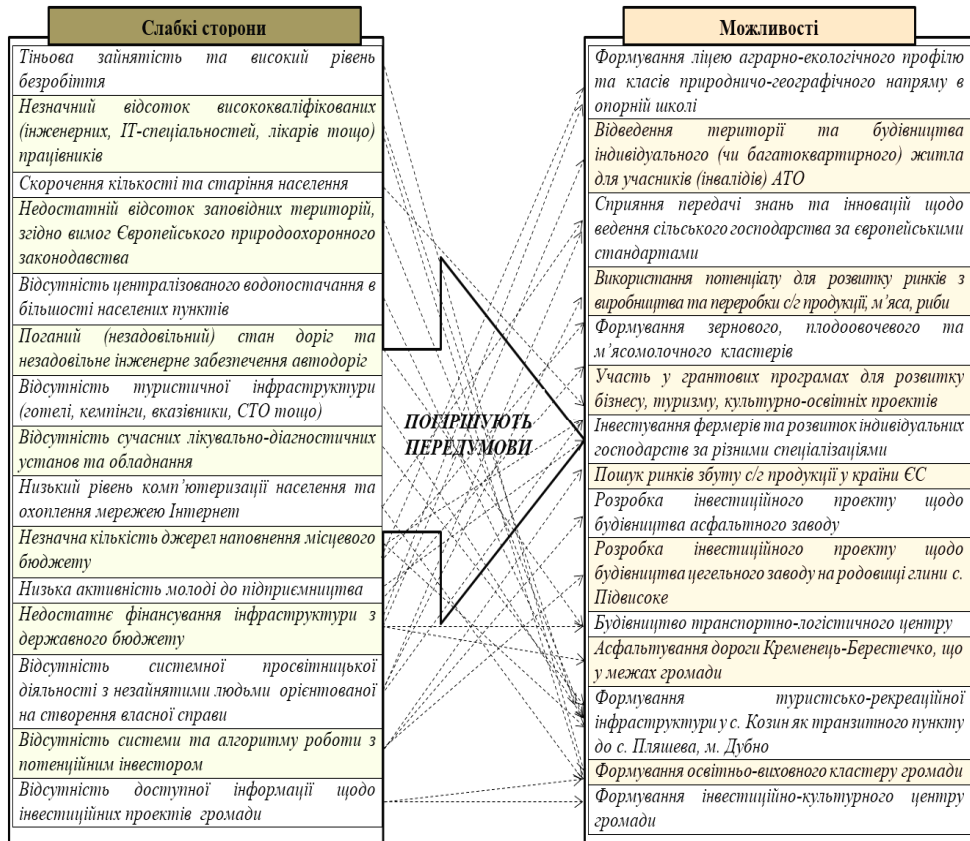 Слабкі сторони
Тіньова зайнятість та високий рівень
безробіття
Незначний відсоток висококваліфікованих
(інженерних, ІТ-спеціальностей, лікарів тощо)
працівників
Скорочення кількості та старіння населення
Недостатній відсоток заповідних територій,
згідно вимог Європейського природоохоронного
законодавства
Відсутність централізованого водопостачання в
більшості населених пунктів
Поганий (незадовільний) стан доріг та
незадовільне інженерне забезпечення автодоріг
Відсутність туристичної інфраструктури
(готелі, кемпінги, вказівники, СТО тощо)
Відсутність сучасних лікувально-діагностичних
установ та обладнання
Низький рівень комп’ютеризації населення та
охоплення мережею Інтернет
Незначна кількість джерел наповнення місцевого
бюджету
Низька активність молоді до підприємництва
Недостатнє фінансування інфраструктури з
державного бюджету
Відсутність системної просвітницької
діяльності з незайнятими людьми орієнтованої
на створення власної справи
Відсутність системи та алгоритму роботи з
потенційним інвестором
Відсутність доступної інформації щодо
інвестиційних проектів громади
ПОГІРШУЮТЬ
ПЕРЕДУМОВИ
Можливості
Формування ліцею аграрно-екологічного профілю
та класів природничо-географічного напряму в
опорній школі
Відведення території та будівництва
індивідуального (чи багатоквартирного) житла
для учасників (інвалідів) АТО
Сприяння передачі знань та інновацій щодо
ведення сільського господарства за європейськими
стандартами
Використання потенціалу для розвитку ринків з
виробництва та переробки с/г продукції, м’яса, риби
Формування зернового, плодоовочевого та
м’ясомолочного кластерів
Участь у грантових програмах для розвитку
бізнесу, туризму, культурно-освітніх проектів
Інвестування фермерів та розвиток індивідуальних
господарств за різними спеціалізаціями
Пошук ринків збуту с/г продукції у країни ЄС
Розробка інвестиційного проекту щодо
будівництва асфальтного заводу
Розробка інвестиційного проекту щодо
будівництва цегельного заводу на родовищі глини с.
Підвисоке
Будівництво транспортно-логістичного центру
Асфальтування дороги Кременець-Берестечко, що
у межах громади
Формування туристсько-рекреаційної
інфраструктури у с. Козин як транзитного пункту
до с. Пляшева, м. Дубно
Формування освітньо-виховного кластеру громади
Формування інвестиційно-культурного центру
громади